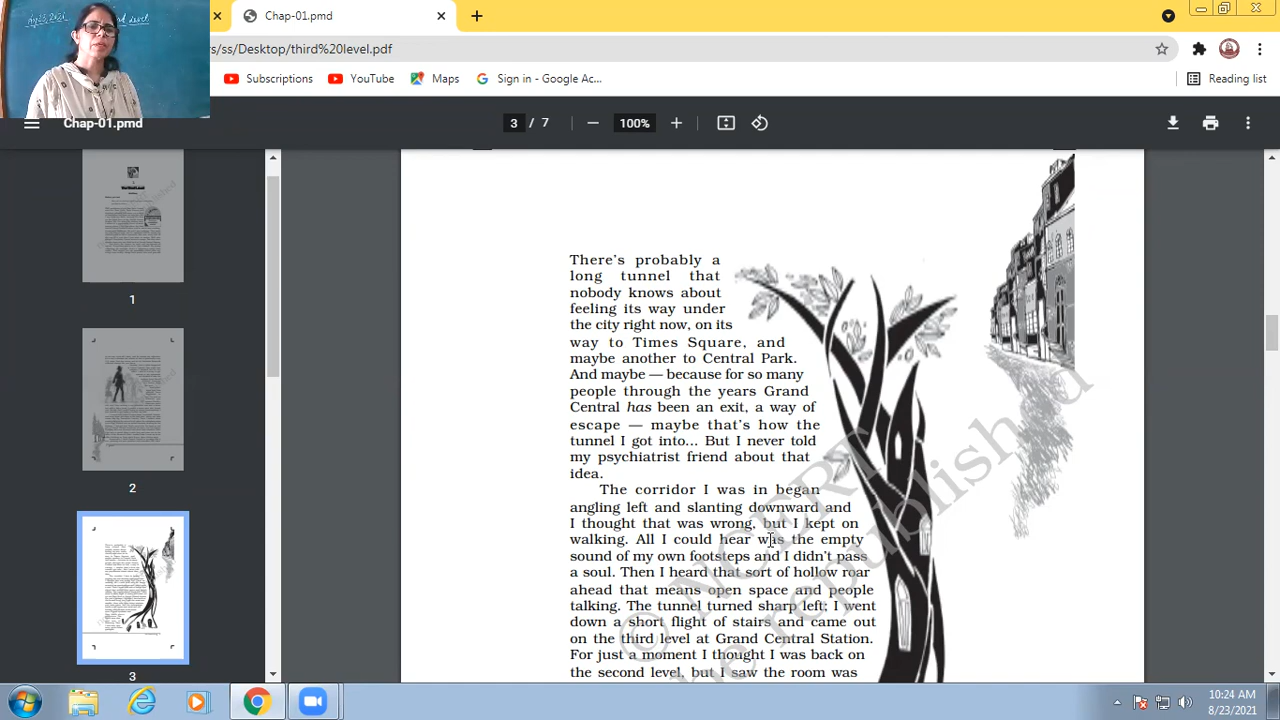 Aug 23, 2021
level
Chap-01.pmd
rs/ss/Desktop/third%20level.pdf
Subscriptions
YouTube
Maps
Sign in - Google Ac...
Reading list
Chap-01.pmd
3 / 7
100%
1
2
3
There's probably a
long tunnel that
nobody knows about
feeling its way under
the city right now, on its
way to Times Square, and
maybe another to Central Park.
And maybe — because for so many
people through the years Grand
Central has been an exit, a way of
escape — maybe that's how the
tunnel I got into... But I never told
my psychiatrist friend about that
idea.
The corridor I was in began
angling left and slanting downward and
I thought that was wrong, but I kept on
walking. All I could hear was the empty
sound of my own footsteps and I didn't pass
a soul. Then I heard that sort of hollow roar
ahead that means open space and people
talking. The tunnel turned sharp left; I went
down a short flight of stairs and came out
on the third level at Grand Central Station.
For just a moment I thought I was back on
the second level, but I saw the room was
© NCERT
be republished
10:24 AM
8/23/2021